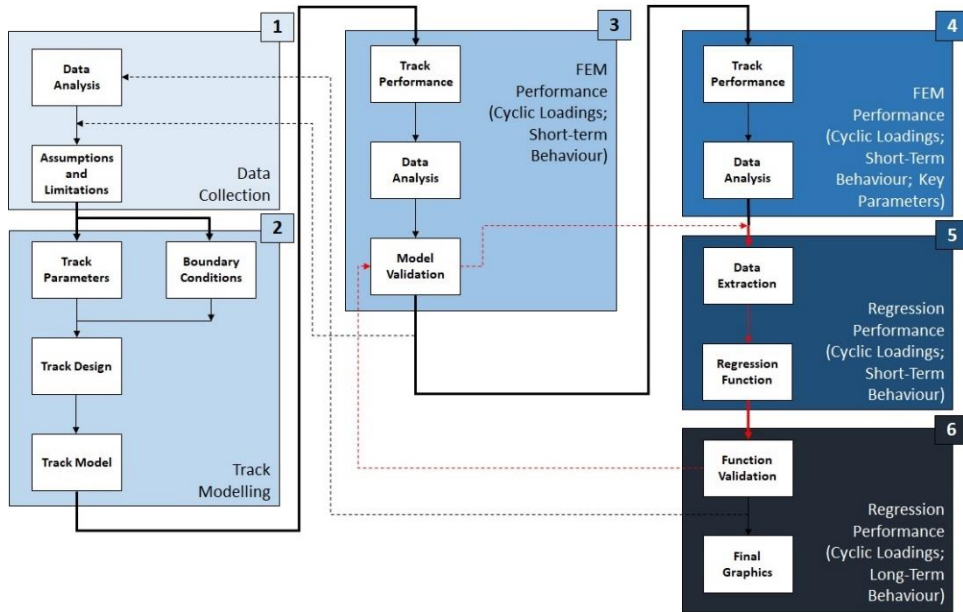 1
Data
Analysis
Assumptions
and
Limitations
Data
Collection
2
Track
Parameters
Boundary
Conditions
Track Design
Track Model
Track
Modelling
3
Track
Performance
Data
Analysis
Model
Validation
FEM
Performance
(Cyclic Loadings;
Short-term
Behaviour)
4
Track
Performance
Data
Analysis
FEM
Performance
(Cyclic Loadings;
Short-Term
Behaviour; Key
Parameters)
5
Data
Extraction
Regression
Function
Regression
Performance
(Cyclic Loadings;
Short-Term
Behaviour)
6
Function
Validation
Final
Graphics
Regression
Performance
(Cyclic Loadings;
Long-Term
Behaviour)